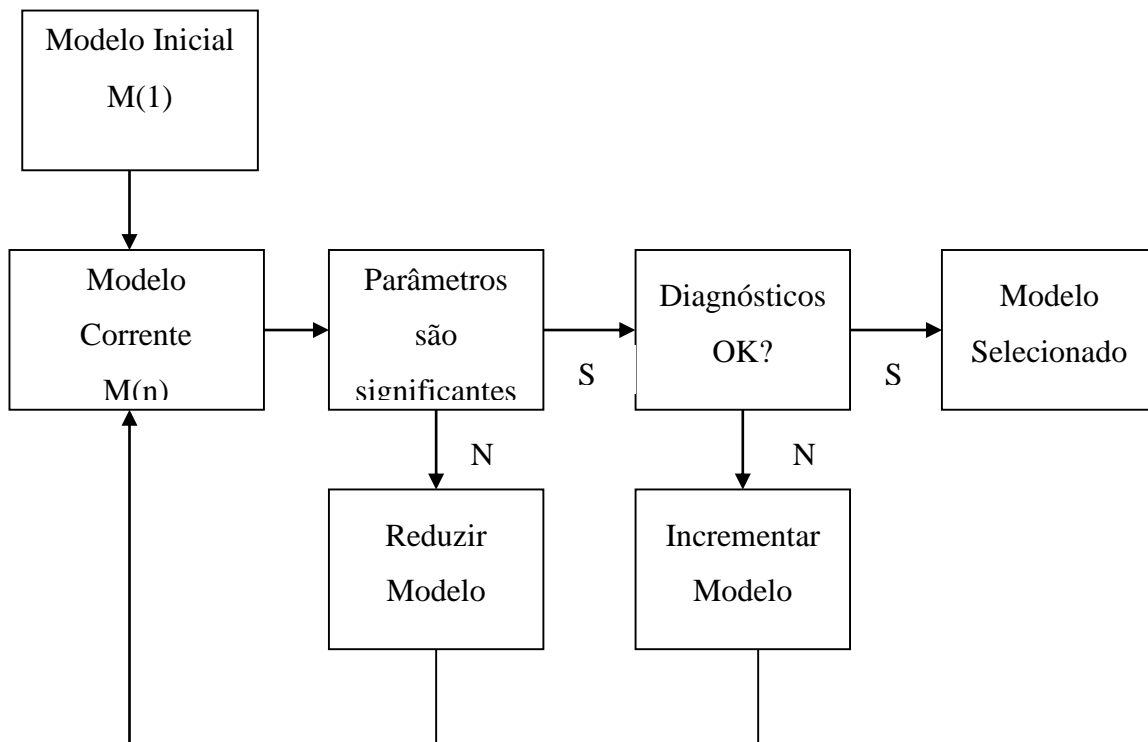 Modelo Inicial
M(1)
Modelo
Corrente
M(n)
Parâmetros
são
significantes
S
Diagnósticos
OK?
S
Modelo
Selecionado
N
N
Reduzir
Modelo
Incrementar
Modelo